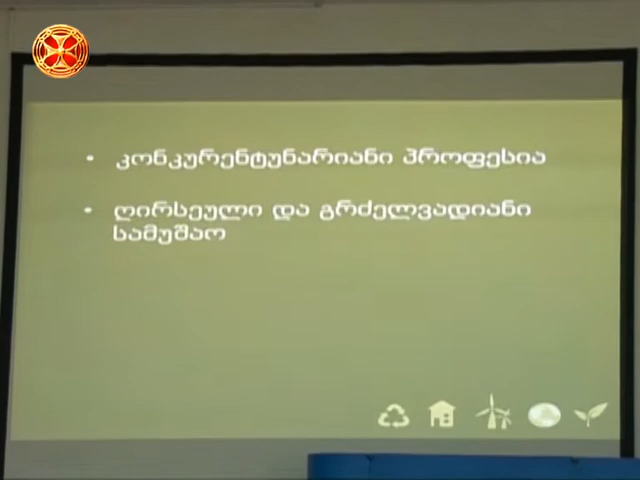 • კონკურენტუნარიანი პროფესია
• ღირსეული და გრძელვადიანი
სამუშაო